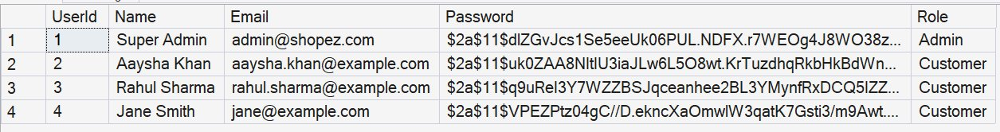 UserId Name Email Password Role
1 1 Super Admin admin@shopez.com $2a$11$dlZGvJcs1Se5eeUk06PUL.NDFX.r7WEOg4J8WO38z... Admin
2 2 Aaysha Khan aaysha.khan@example.com $2a$11$uk0ZAA8NltIU3iaJLw6L5O8wt.KrTuzdhqRkbHkBdWn... Customer
3 3 Rahul Sharma rahul.sharma@example.com $2a$11$q9uRel3Y7WZZBSJqceanhee2BL3YMynfRxDCQ5lZZ... Customer
4 4 Jane Smith jane@example.com $2a$11$VPEZPtz04gC//D.ekncXaOmwlW3qatK7Gsti3/m9Awt.... Customer